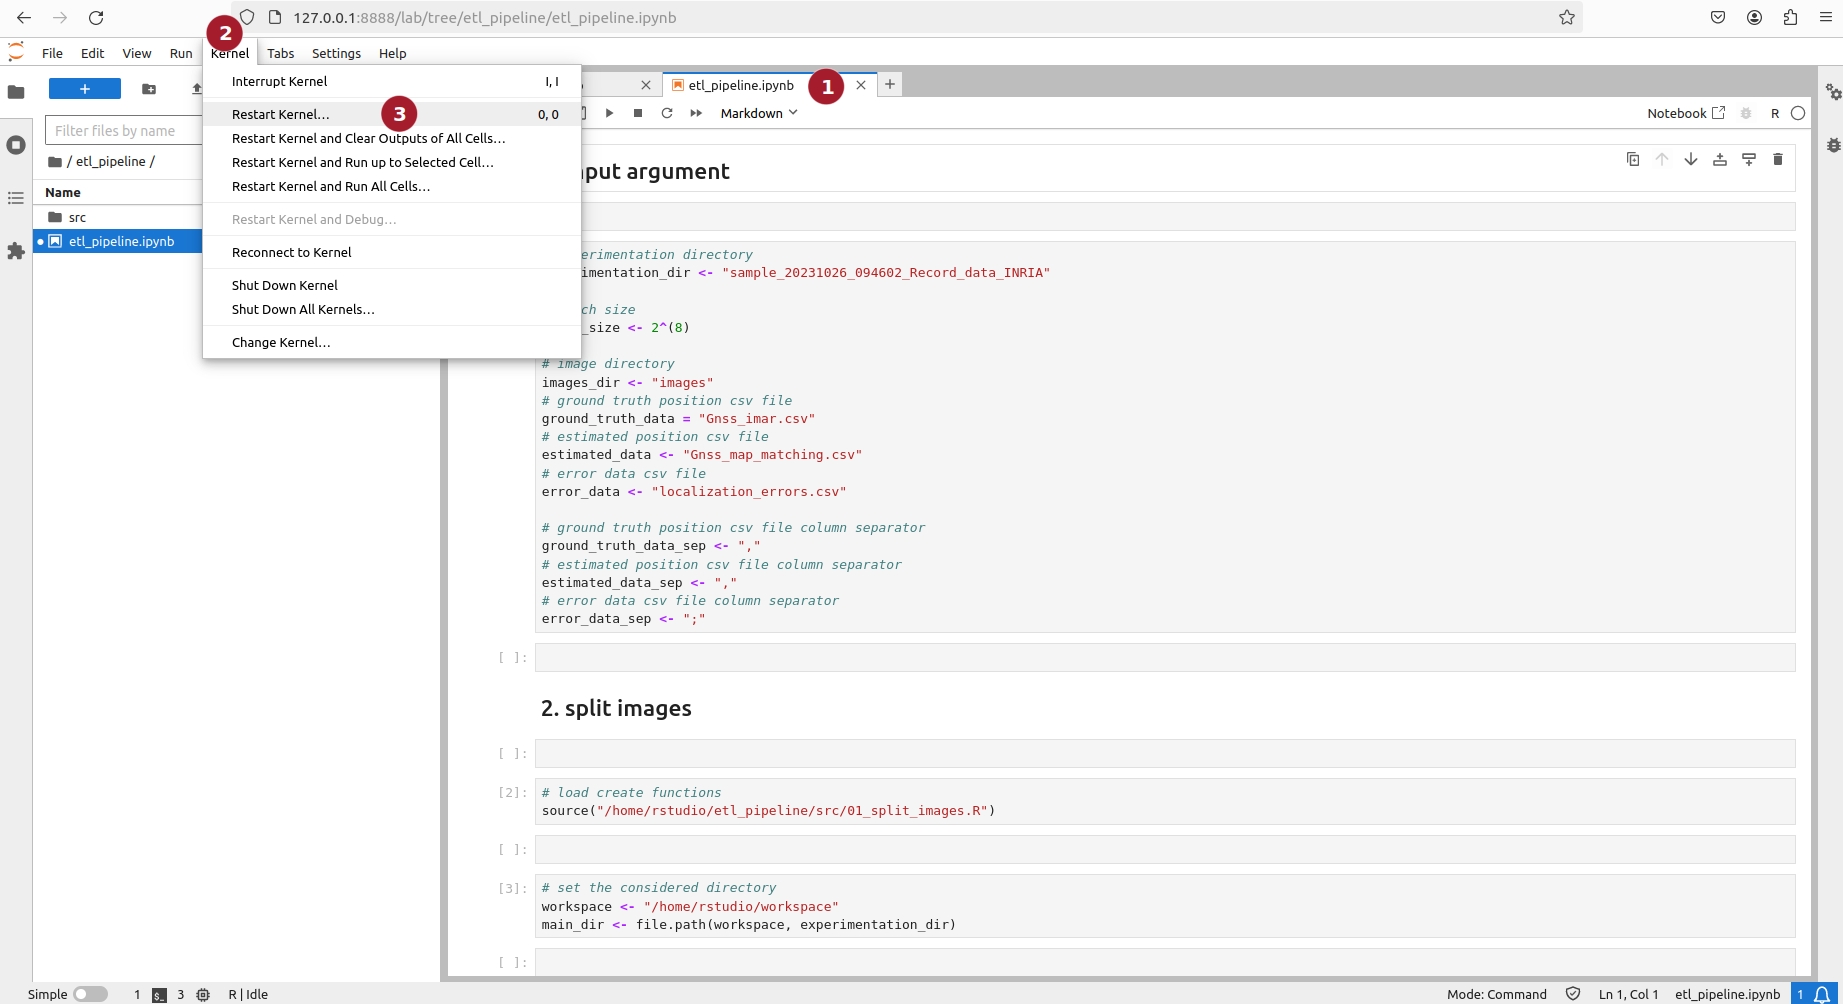 127.0.0.1:8888/lab/tree/etl_pipeline/etl_pipeline.ipynb
2
File Edit View Run Kernel Tabs Settings Help
Interrupt Kernel I, I
Restart Kernel… 3 0, 0
Restart Kernel and Clear Outputs of All Cells…
Restart Kernel and Run up to Selected Cell…
Restart Kernel and Run All Cells…
Restart Kernel and Debug…
Reconnect to Kernel
Shut Down Kernel
Shut Down All Kernels…
Change Kernel…
Filter files by name
/ etl_pipeline /
Name
src
etl_pipeline.ipynb
etl_pipeline.ipynb 1
Markdown
Notebook R
put argument
erimentation directory
imentation_dir <- "sample_20231026_094602_Record_data_INRIA"
ch size
_size <- 2^(8)
# image directory
images_dir <- "images"
# ground truth position csv file
ground_truth_data = "Gnss_imar.csv"
# estimated position csv file
estimated_data <- "Gnss_map_matching.csv"
# error data csv file
error_data <- "localization_errors.csv"
# ground truth position csv file column separator
ground_truth_data_sep <- ","
# estimated position csv file column separator
estimated_data_sep <- ","
# error data csv file column separator
error_data_sep <- ";"
[ ]:
2. split images
[ ]:
[2]: # load create functions
source("/home/rstudio/etl_pipeline/src/01_split_images.R")
[ ]:
[3]: # set the considered directory
workspace <- "/home/rstudio/workspace"
main_dir <- file.path(workspace, experimentation_dir)
[ ]:
Simple 1 $_ 3 R | Idle Mode: Command Ln 1, Col 1 etl_pipeline.ipynb 1